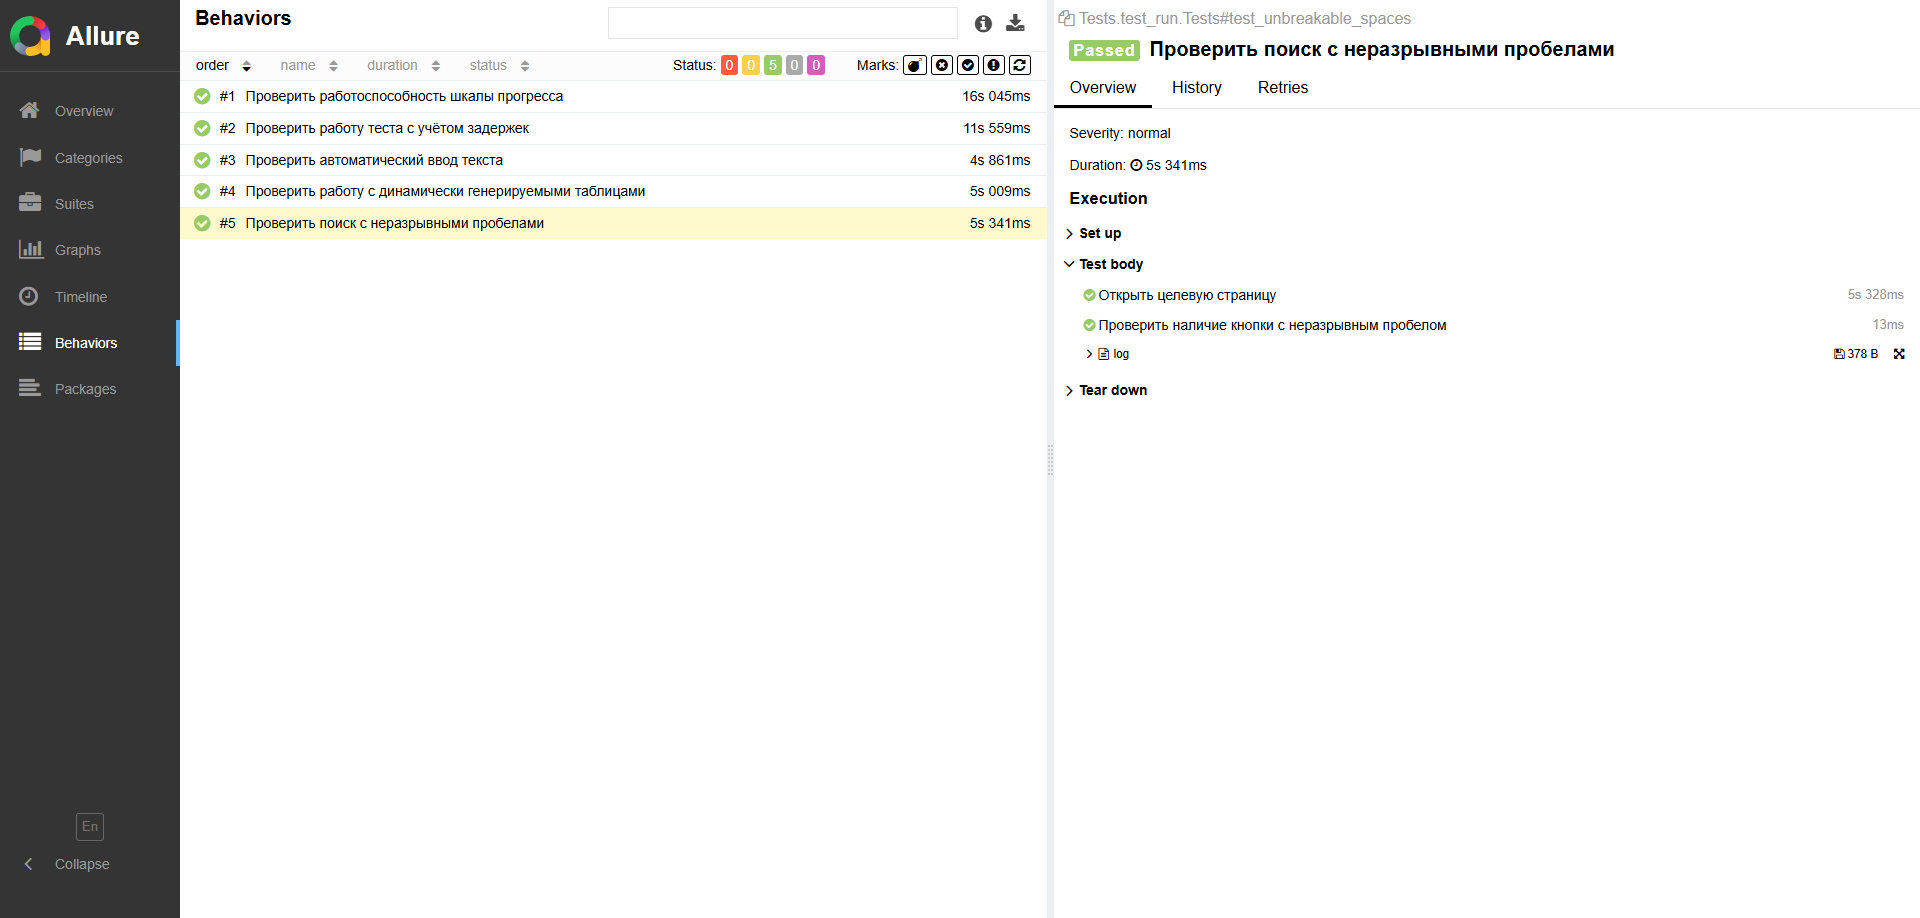 Allure
Overview
Categories
Suites
Graphs
Timeline
Behaviors
Packages
En
Collapse
Behaviors
order name duration status Status: 0 0 5 0 0 Marks:
#1 Проверить работоспособность шкалы прогресса 16s 045ms
#2 Проверить работу теста с учётом задержек 11s 559ms
#3 Проверить автоматический ввод текста 4s 861ms
#4 Проверить работу с динамически генерируемыми таблицами 5s 009ms
#5 Проверить поиск с неразрывными пробелами 5s 341ms
Tests.test_run.Tests#test_unbreakable_spaces
Passed Проверить поиск с неразрывными пробелами
Overview History Retries
Severity: normal
Duration: 5s 341ms
Execution
Set up
Test body
Открыть целевую страницу 5s 328ms
Проверить наличие кнопки с неразрывным пробелом 13ms
log 378 B
Tear down